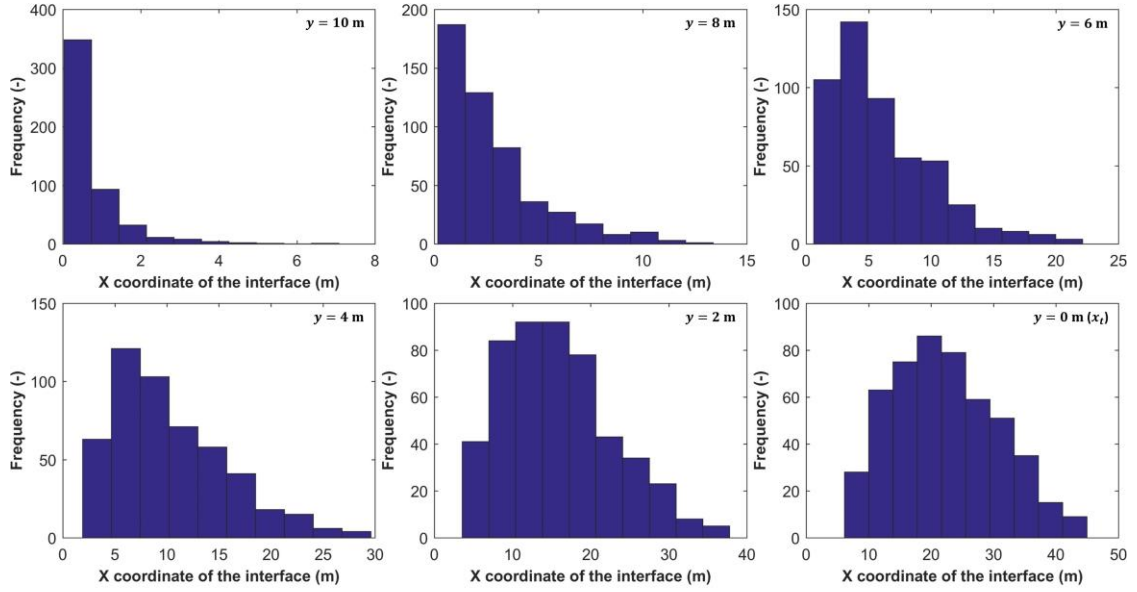 y = 10 m
400
300
200
100
0
Frequency (-)
0 2 4 6 8
X coordinate of the interface (m)
y = 8 m
200
150
100
50
0
Frequency (-)
0 5 10 15
X coordinate of the interface (m)
y = 6 m
150
100
50
0
Frequency (-)
0 5 10 15 20 25
X coordinate of the interface (m)
y = 4 m
150
100
50
0
Frequency (-)
0 5 10 15 20 25 30
X coordinate of the interface (m)
y = 2 m
100
80
60
40
20
0
Frequency (-)
0 10 20 30 40
X coordinate of the interface (m)
y = 0 m (xₜ)
100
80
60
40
20
0
Frequency (-)
0 10 20 30 40 50
X coordinate of the interface (m)